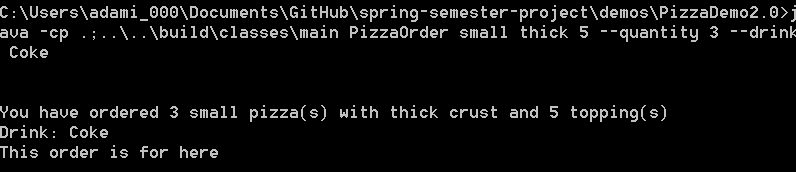 C:\Users\adami_000\Documents\GitHub\spring-semester-project\demos\PizzaDemo2.0>j
ava -cp .;..\..\build\classes\main PizzaOrder small thick 5 --quantity 3 --drink
 Coke
You have ordered 3 small pizza(s) with thick crust and 5 topping(s)
Drink: Coke
This order is for here